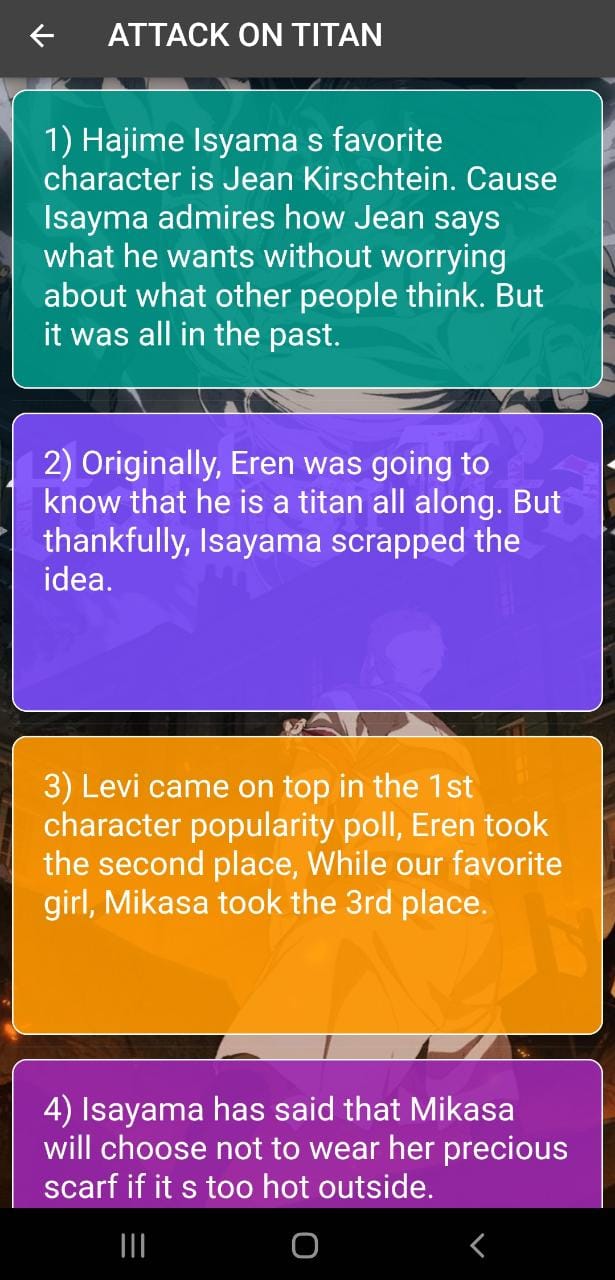 ATTACK ON TITAN
1) Hajime Isyama s favorite
character is Jean Kirschtein. Cause
Isayma admires how Jean says
what he wants without worrying
about what other people think. But
it was all in the past.
2) Originally, Eren was going to
know that he is a titan all along. But
thankfully, Isayama scrapped the
idea.
3) Levi came on top in the 1st
character popularity poll, Eren took
the second place, While our favorite
girl, Mikasa took the 3rd place.
4) Isayama has said that Mikasa
will choose not to wear her precious
scarf if it s too hot outside.